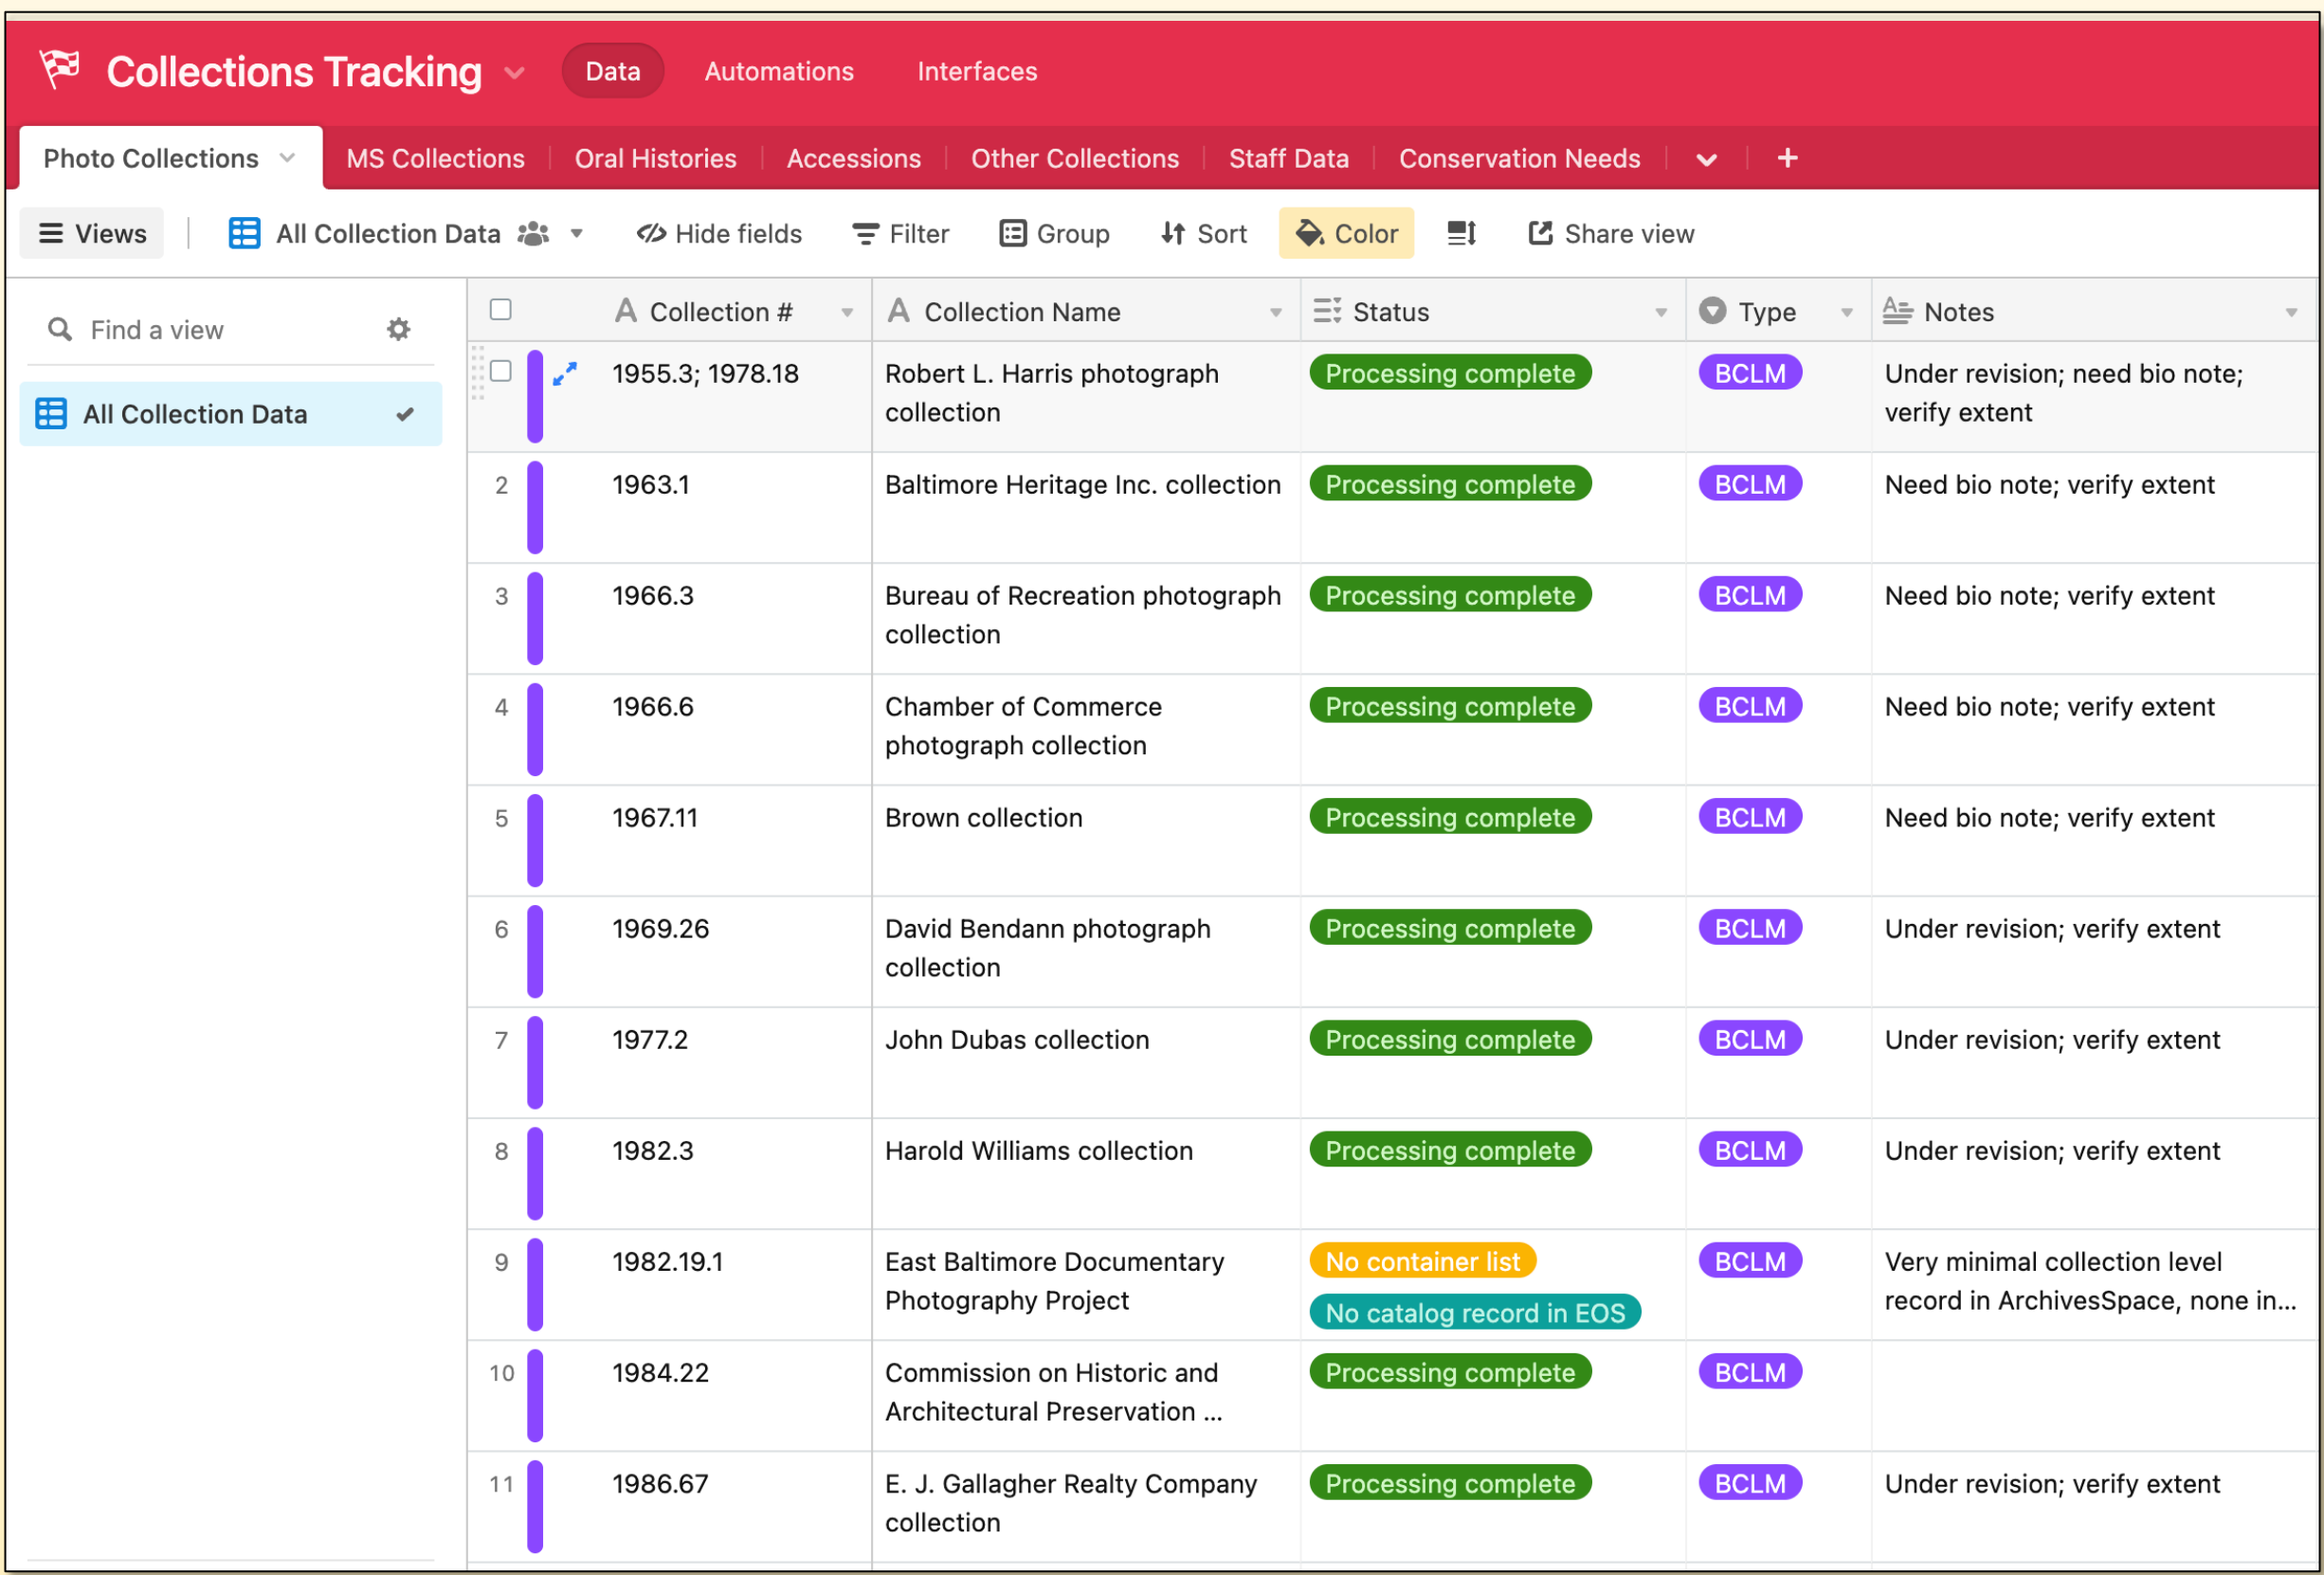 Collections Tracking Data Automations Interfaces
Photo Collections MS Collections Oral Histories Accessions Other Collections Staff Data Conservation Needs +
Views All Collection Data Hide fields Filter Group Sort Color Share view
Find a view
All Collection Data
Collection # Collection Name Status Type Notes
1955.3; 1978.18 Robert L. Harris photograph Processing complete BCLM Under revision; need bio note;
collection verify extent
2 1963.1 Baltimore Heritage Inc. collection Processing complete BCLM Need bio note; verify extent
3 1966.3 Bureau of Recreation photograph Processing complete BCLM Need bio note; verify extent
collection
4 1966.6 Chamber of Commerce Processing complete BCLM Need bio note; verify extent
photograph collection
5 1967.11 Brown collection Processing complete BCLM Need bio note; verify extent
6 1969.26 David Bendann photograph Processing complete BCLM Under revision; verify extent
collection
7 1977.2 John Dubas collection Processing complete BCLM Under revision; verify extent
8 1982.3 Harold Williams collection Processing complete BCLM Under revision; verify extent
9 1982.19.1 East Baltimore Documentary No container list BCLM Very minimal collection level
Photography Project No catalog record in EOS record in ArchivesSpace, none in...
10 1984.22 Commission on Historic and Processing complete BCLM
Architectural Preservation ...
11 1986.67 E. J. Gallagher Realty Company Processing complete BCLM Under revision; verify extent
collection